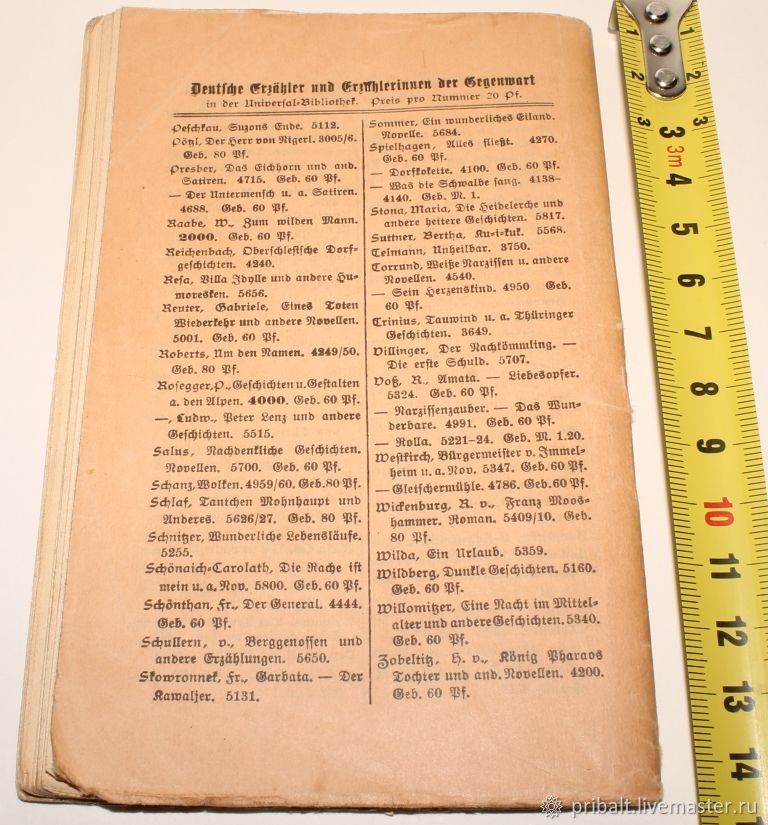 Deutsche Erzähler und Erzählerinnen der Gegenwart
in der Universal-Bibliothek. Preis pro Nummer 20 Pf.
Peschkau, Suzons Ende. 5112.
Pötzl, Der Herr von Nigerl. 3005/6.
Geb. 80 Pf.
Presber, Das Eichhorn und and.
Satiren. 4715. Geb. 60 Pf.
— Der Untermensch u. a. Satiren.
4688. Geb. 60 Pf.
Raabe, W., Zum wilden Mann.
2000. Geb. 60 Pf.
Reichenbach, Oberschlesische Dorf-
geschichten. 4240.
Resa, Villa Idylle und andere Hu-
moresken. 5656.
Reuter, Gabriele, Eines Toten
Wiederkehr und andere Novellen.
5001. Geb. 60 Pf.
Roberts, Um den Namen. 4249/50.
Geb. 80 Pf.
Rosegger, P., Geschichten u. Gestalten
a. den Alpen. 4000. Geb. 60 Pf.
—, Ludw., Peter Lenz und andere
Geschichten. 5515.
Salus, Nachdenkliche Geschichten.
Novellen. 5700. Geb. 60 Pf.
Schanz, Wolken. 4959/60. Geb. 80 Pf.
Schlaf, Tantchen Mohnhaupt und
Anderes. 5626/27. Geb. 80 Pf.
Schnitzer, Wunderliche Lebensläufe.
5255.
Schönaich-Carolath, Die Rache ist
mein u. a. Nov. 5800. Geb. 60 Pf.
Schönthan, Fr., Der General. 4444.
Geb. 60 Pf.
Schullern, v., Berggenossen und
andere Erzählungen. 5650.
Skowronnek, Fr., Garbata. — Der
Kawaljer. 5131.
Sommer, Ein wunderliches Eiland.
Novelle. 5684.
Spielhagen, Alles fließt. 4270.
Geb. 60 Pf.
— Dorfkokette. 4100. Geb. 60 Pf.
— Was die Schwalbe sang. 4138-
4140. Geb. M. 1.
Stona, Maria, Die Heidelerche und
andere heitere Geschichten. 5817.
Suttner, Bertha, Ku-i-kuk. 5568.
Telmann, Unheilbar. 3750.
Torrund, Weiße Narzissen u. andere
Novellen. 4540.
— Sein Herzenskind. 4950 Geb.
60 Pf.
Trinius, Tauwind u. a. Thüringer
Geschichten. 3649.
Villinger, Der Nachkömmling. —
Die erste Schuld. 5707.
Voß, R., Amata. — Liebesopfer.
5324. Geb. 60 Pf.
— Narzissenzauber. — Das Wun-
derbare. 4991. Geb. 60 Pf.
— Rolla. 5221-24. Geb. M. 1.20.
Westkirch, Bürgermeister v. Immel-
heim u. a. Nov. 5347. Geb. 60 Pf.
— Gletschermühle. 4786. Geb. 60 Pf.
Wickenburg, R. v., Franz Moos-
hammer. Roman. 5409/10. Geb.
80 Pf.
Wilda, Ein Urlaub. 5359.
Wildberg, Dunkle Geschichten. 5160.
Geb. 60 Pf.
Willomitzer, Eine Nacht im Mittel-
alter und andere Geschichten. 5340.
Geb. 60 Pf.
Zobeltitz, H. v., König Pharaos
Tochter und and. Novellen. 4200.
Geb. 60 Pf.
1 1
2 2
3 3 3m
4
5
6
7
8
9
10
11
12
13
14
pribalt.livemaster.ru